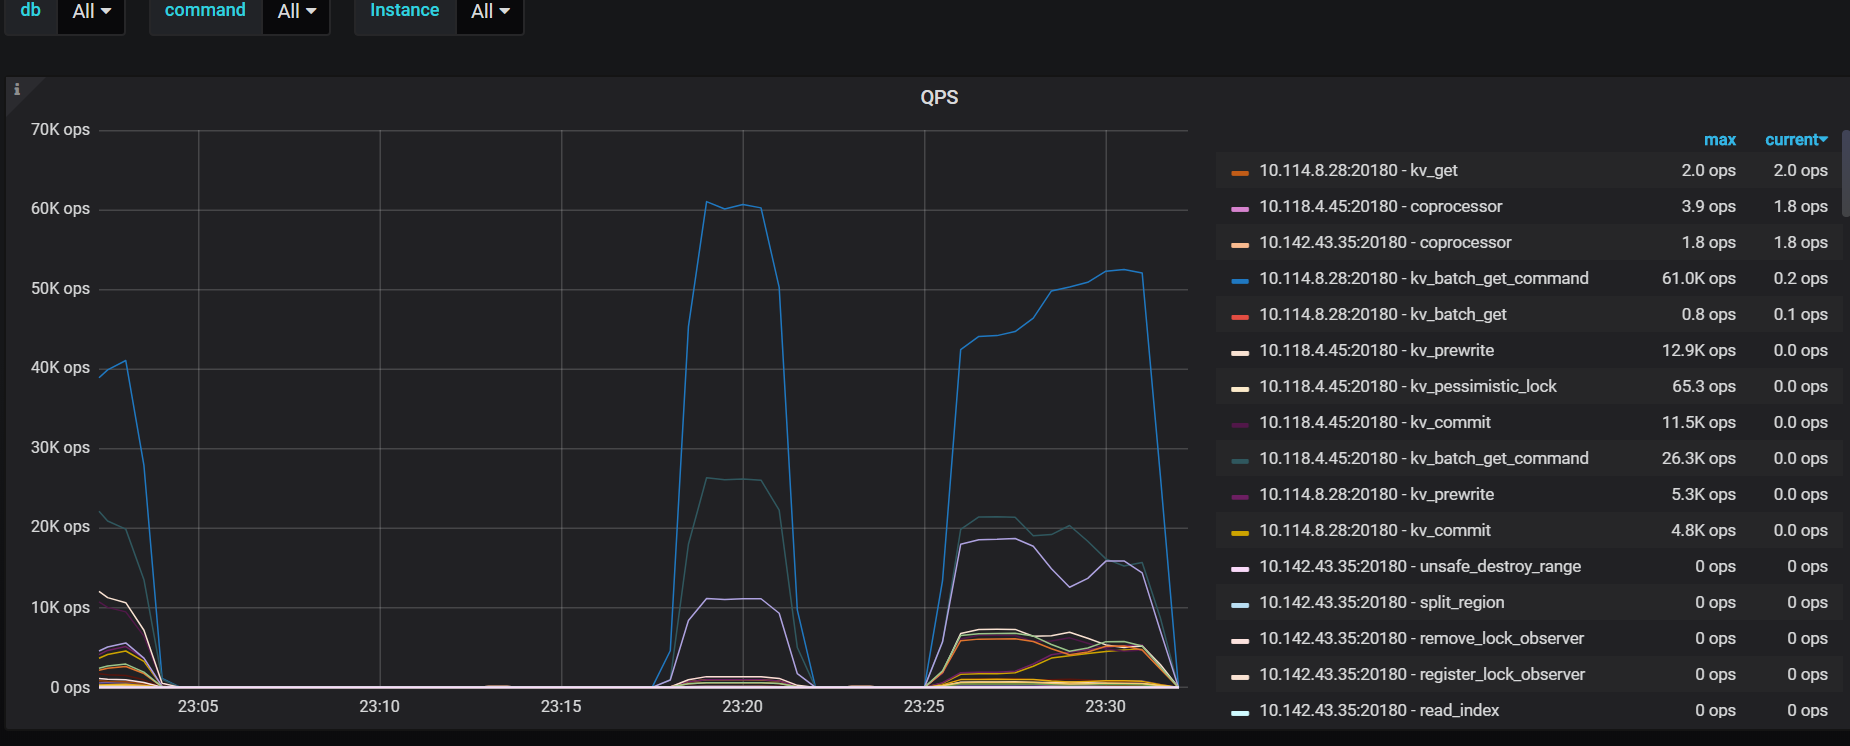 db All command All Instance All
i
QPS
70K ops
60K ops
50K ops
40K ops
30K ops
20K ops
10K ops
0 ops
23:05 23:10 23:15 23:20 23:25 23:30
max current
10.114.8.28:20180 - kv_get 2.0 ops 2.0 ops
10.118.4.45:20180 - coprocessor 3.9 ops 1.8 ops
10.142.43.35:20180 - coprocessor 1.8 ops 1.8 ops
10.114.8.28:20180 - kv_batch_get_command 61.0K ops 0.2 ops
10.114.8.28:20180 - kv_batch_get 0.8 ops 0.1 ops
10.118.4.45:20180 - kv_prewrite 12.9K ops 0.0 ops
10.118.4.45:20180 - kv_pessimistic_lock 65.3 ops 0.0 ops
10.118.4.45:20180 - kv_commit 11.5K ops 0.0 ops
10.118.4.45:20180 - kv_batch_get_command 26.3K ops 0.0 ops
10.114.8.28:20180 - kv_prewrite 5.3K ops 0.0 ops
10.114.8.28:20180 - kv_commit 4.8K ops 0.0 ops
10.142.43.35:20180 - unsafe_destroy_range 0 ops 0 ops
10.142.43.35:20180 - split_region 0 ops 0 ops
10.142.43.35:20180 - remove_lock_observer 0 ops 0 ops
10.142.43.35:20180 - register_lock_observer 0 ops 0 ops
10.142.43.35:20180 - read_index 0 ops 0 ops